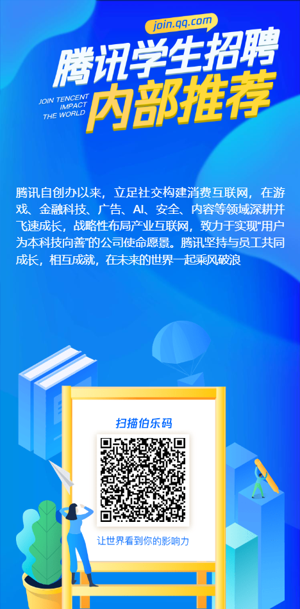 join.qq.com
腾讯学生招聘
JOIN TENCENT
IMPACT
THE WORLD
内部推荐
腾讯自创办以来，立足社交构建消费互联网，在游
戏、金融科技、广告、AI、安全、内容等领域深耕并
飞速成长，战略性布局产业互联网，致力于实现“用户
为本科技向善”的公司使命愿景。腾讯坚持与员工共同
成长，相互成就，在未来的世界一起乘风破浪
扫描伯乐码
让世界看到你的影响力